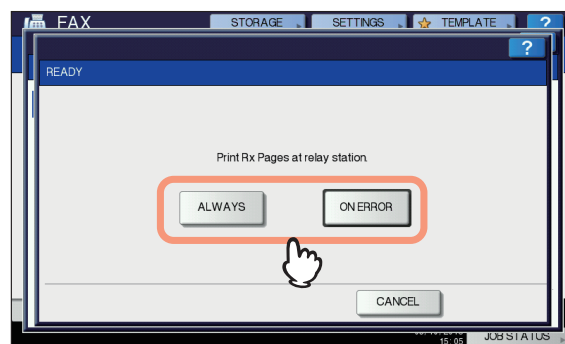 FAX STORAGE SETTINGS TEMPLATE ?
?
READY
Print Rx Pages at relay station.
ALWAYS ON ERROR
CANCEL
15:05 JOB STATUS